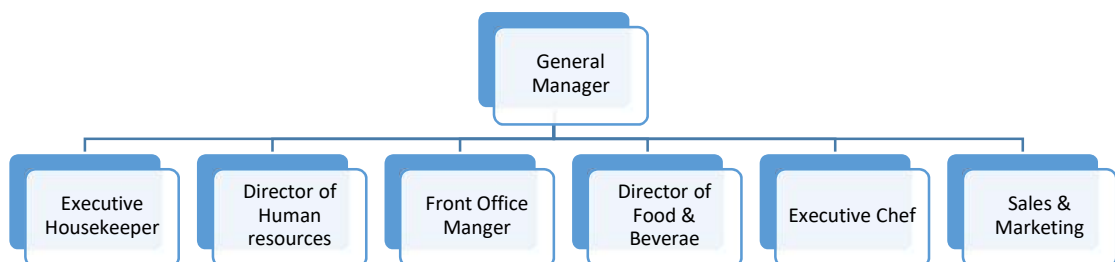 General
Manager
Executive
Housekeeper
Director of
Human
resources
Front Office
Manger
Director of
Food &
Beverae
Executive Chef
Sales &
Marketing